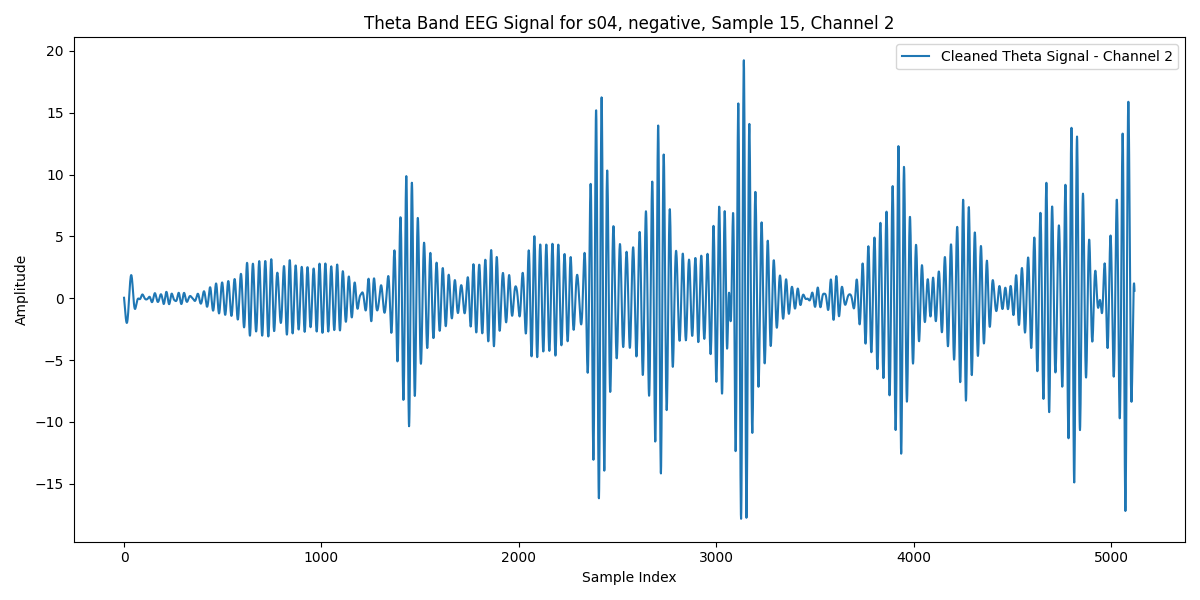 Theta Band EEG Signal for s04, negative, Sample 15, Channel 2
Cleaned Theta Signal - Channel 2
Amplitude
20
15
10
5
0
−5
−10
−15
0 1000 2000 3000 4000 5000
Sample Index